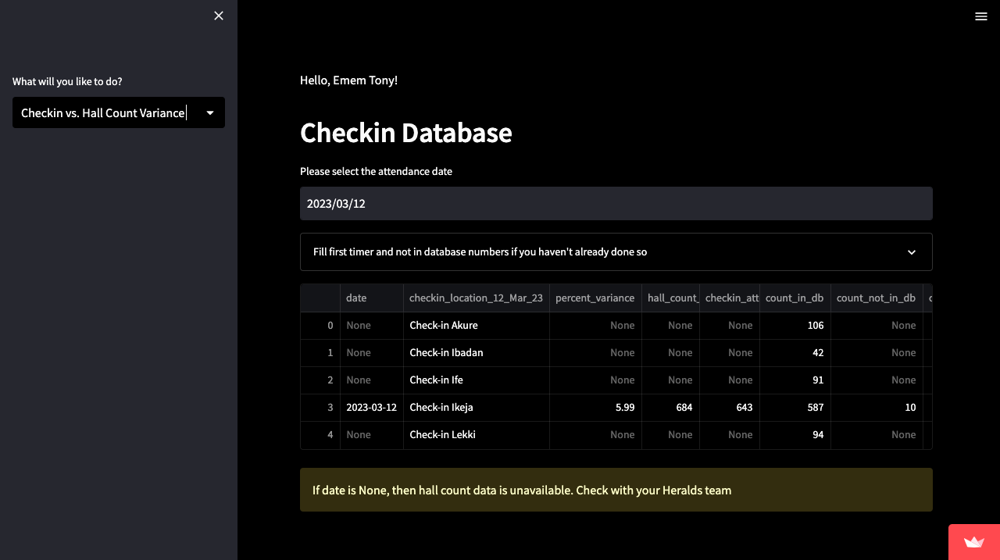 What will you like to do?
Checkin vs. Hall Count Variance
Hello, Emem Tony!
Checkin Database
Please select the attendance date
2023/03/12
Fill first timer and not in database numbers if you haven't already done so
date checkin_location_12_Mar_23 percent_variance hall_count_ checkin_att count_in_db count_not_in_db c
0 None Check-in Akure None None None 106 None
1 None Check-in Ibadan None None None 42 None
2 None Check-in Ife None None None 91 None
3 2023-03-12 Check-in Ikeja 5.99 684 643 587 10
4 None Check-in Lekki None None None 94 None
If date is None, then hall count data is unavailable. Check with your Heralds team